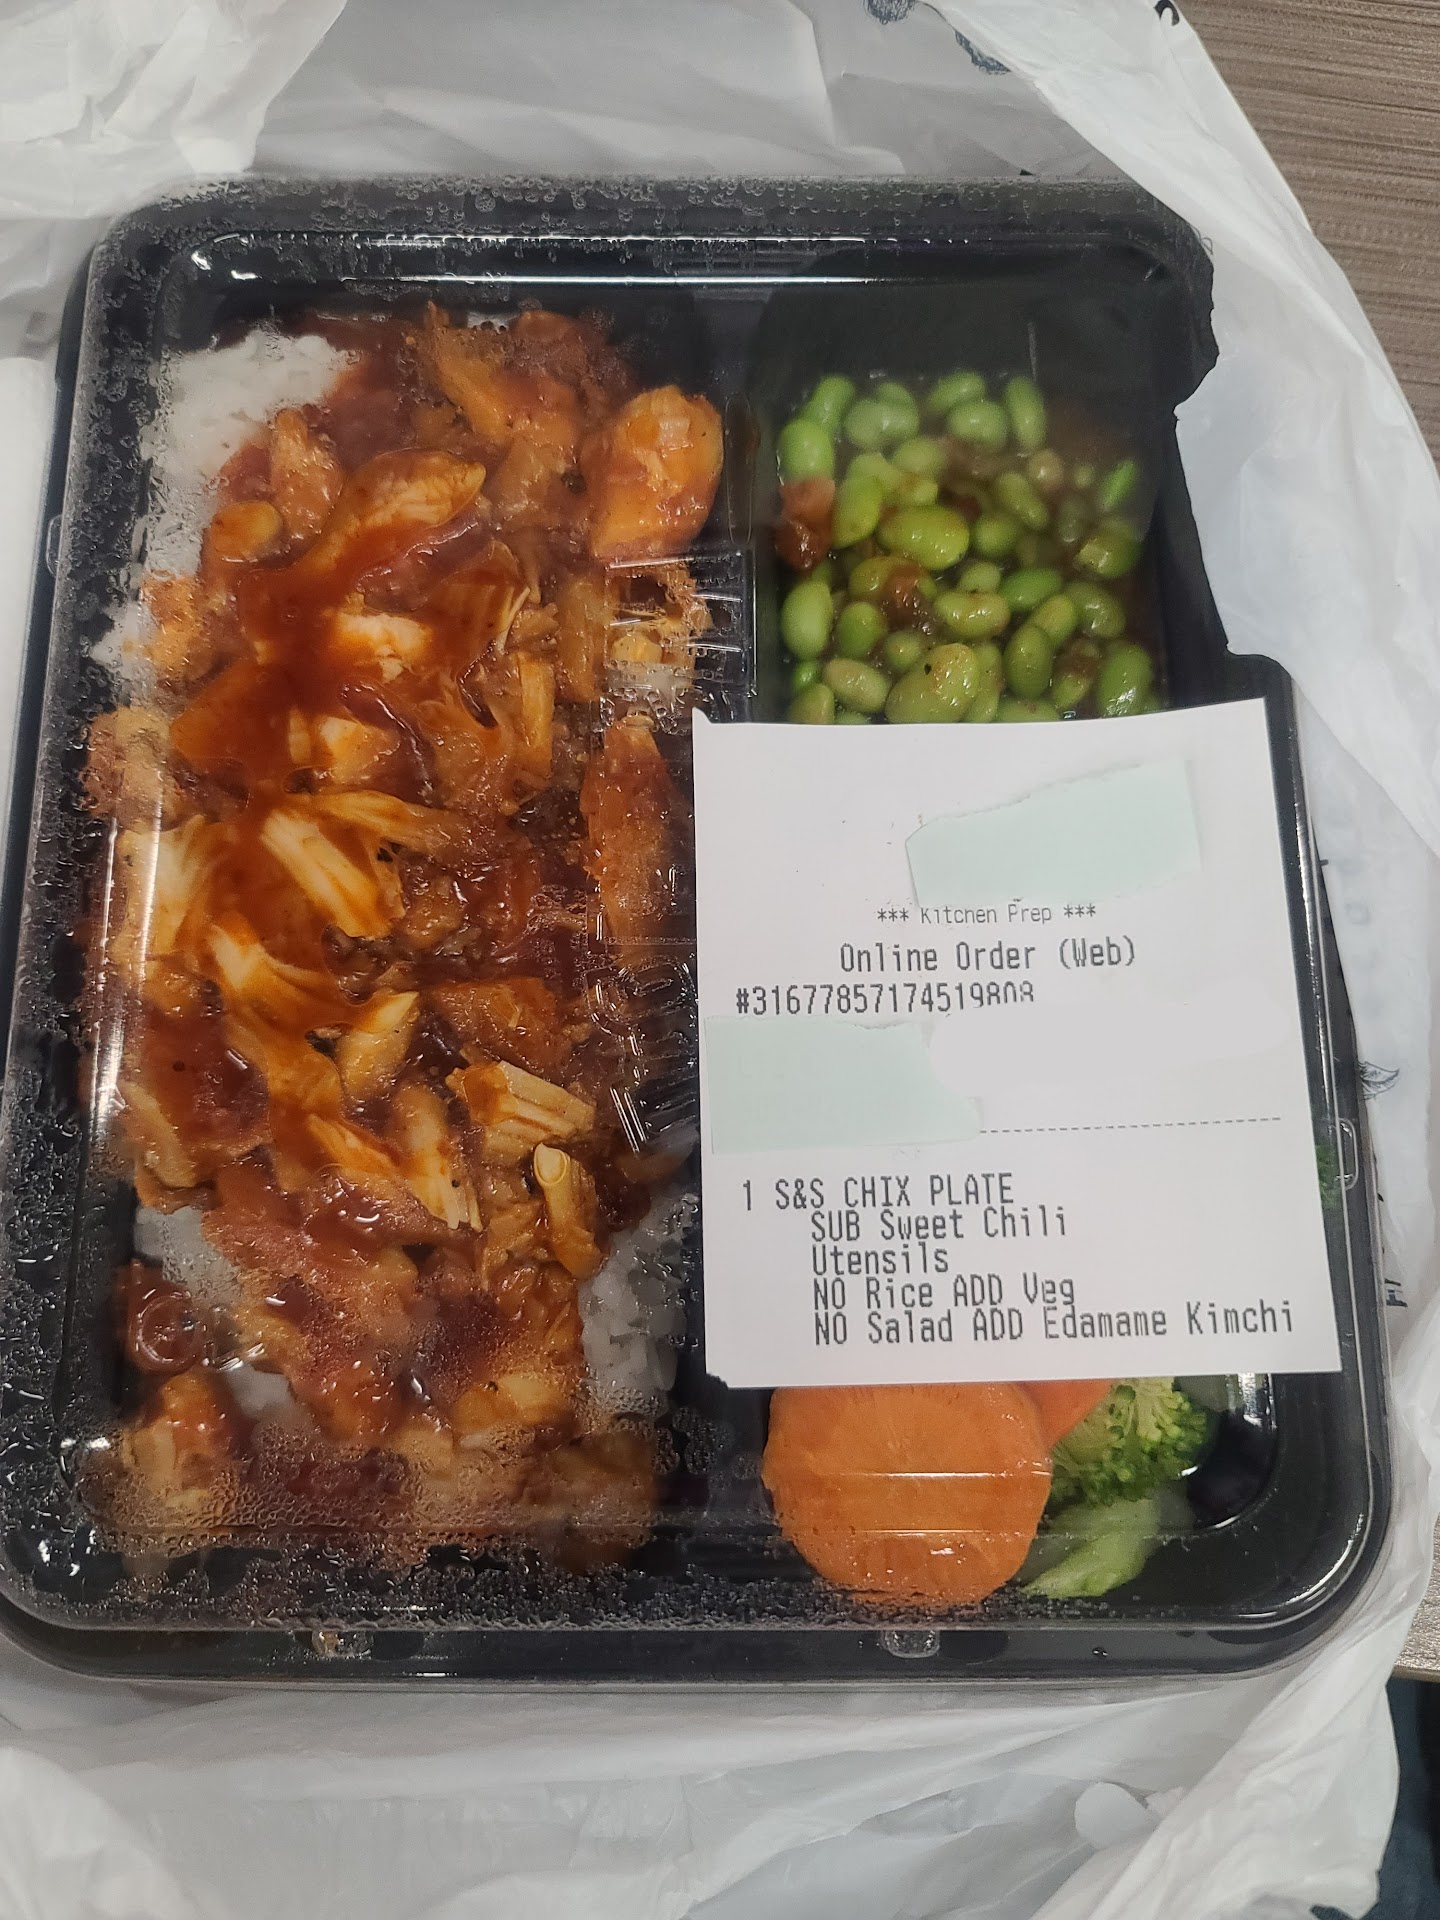 *** Kitchen Prep ***
Online Order (Web)
#31677857174519808
1 S&S CHIX PLATE
SUB Sweet Chili
Utensils
NO Rice ADD Veg
NO Salad ADD Edamame Kimchi